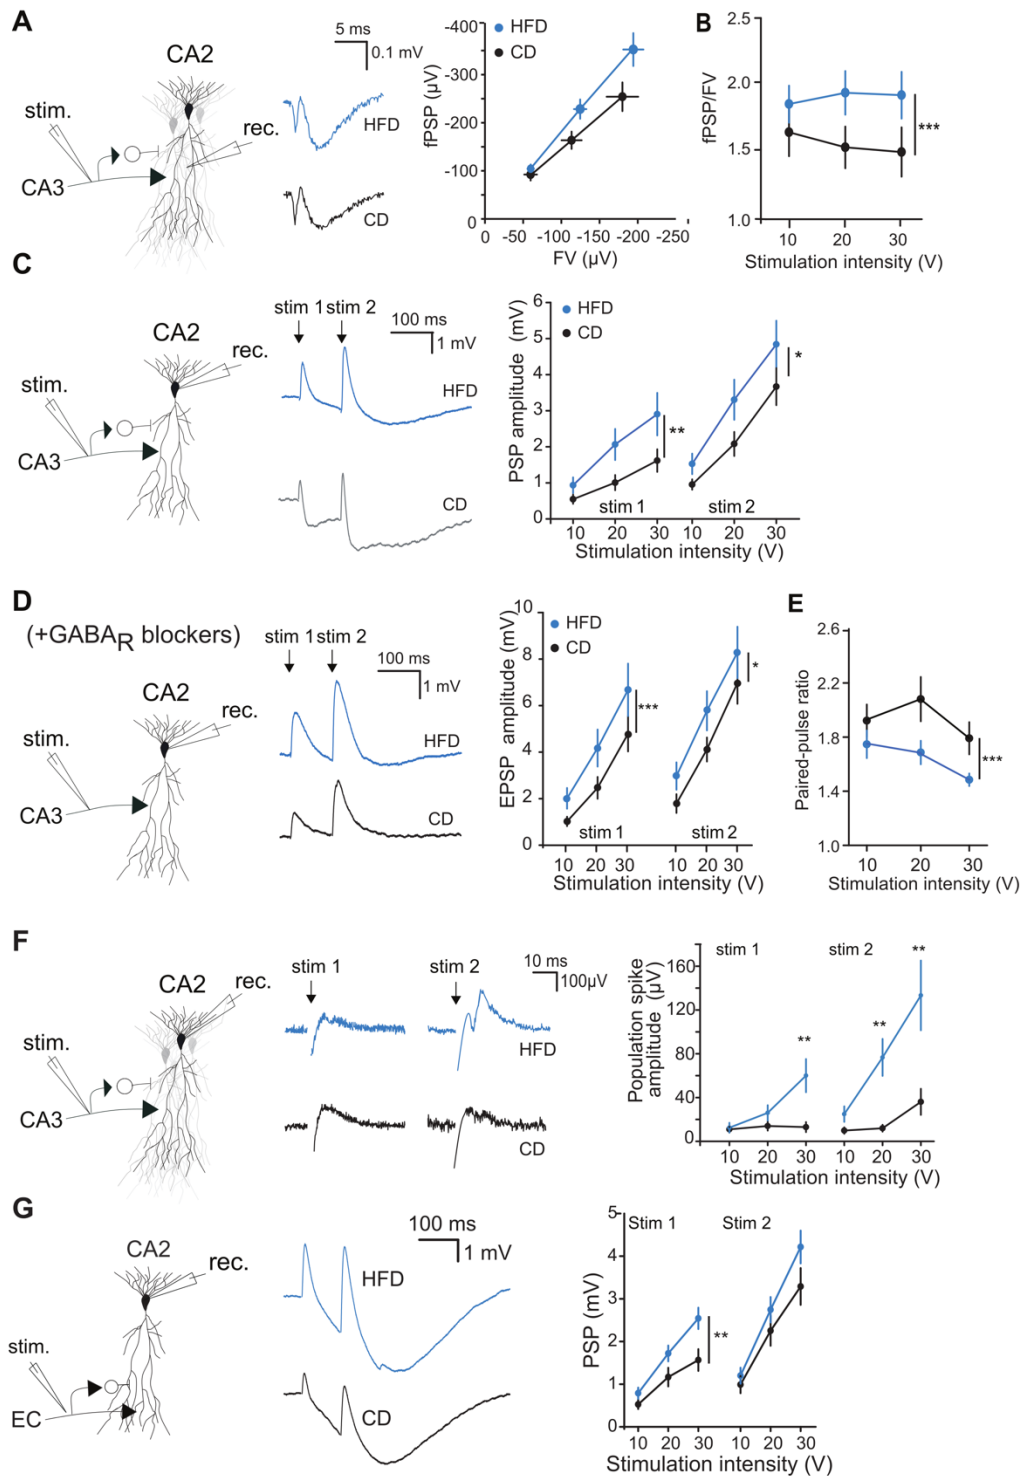 A
CA2
stim.
rec.
CA3
5 ms
0.1 mV
HFD
CD
-400
-300
-200
-100
0
fPSP (µV)
HFD
CD
0
-50
-100
-150
-200
-250
FV (µV)
B
2.5
2.0
1.5
1.0
fPSP/FV
***
10
20
30
Stimulation intensity (V)
C
CA2
stim.
rec.
CA3
stim 1
stim 2
100 ms
1 mV
HFD
CD
6
5
4
3
2
1
0
PSP amplitude (mV)
HFD
CD
**
*
stim 1
stim 2
10
20
30
10
20
30
Stimulation intensity (V)
D
(+GABAR blockers)
CA2
stim.
rec.
CA3
stim 1
stim 2
100 ms
1 mV
HFD
CD
10
8
6
4
2
0
EPSP amplitude (mV)
HFD
CD
***
*
stim 1
stim 2
10
20
30
10
20
30
Stimulation intensity (V)
E
2.6
2.2
1.8
1.4
1.0
Paired-pulse ratio
***
10
20
30
Stimulation intensity (V)
F
CA2
stim.
rec.
CA3
stim 1
stim 2
10 ms
100µV
HFD
CD
160
120
80
40
0
Population spike
amplitude (µV)
stim 1
stim 2
**
**
**
10
20
30
10
20
30
Stimulation intensity (V)
G
CA2
stim.
rec.
EC
100 ms
1 mV
HFD
CD
5
4
3
2
1
0
PSP (mV)
Stim 1
Stim 2
**
10
20
30
10
20
30
Stimulation intensity (V)